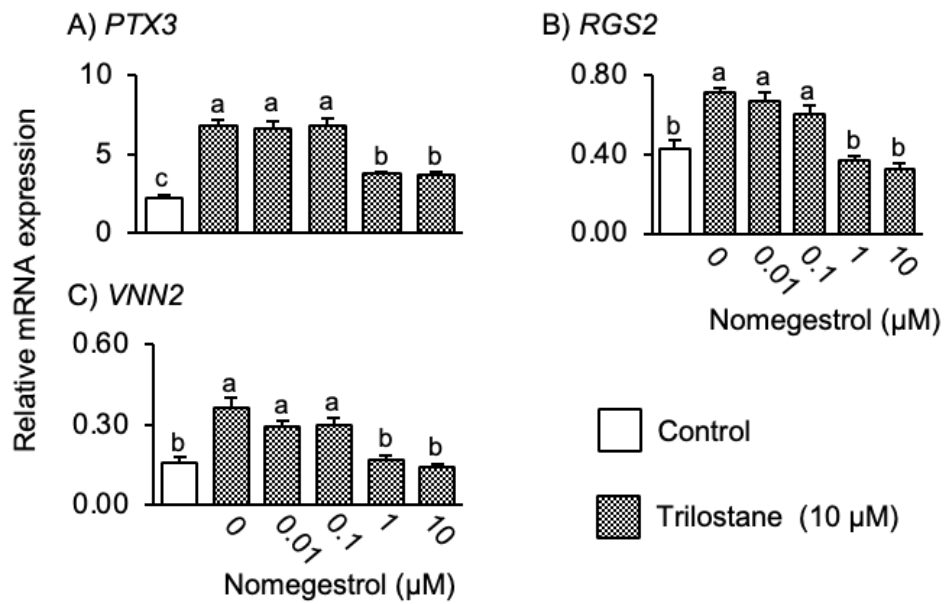 A) PTX3
Relative mRNA expression
10
5
0
c
a
a
a
b
b
B) RGS2
0.80
0.40
0.00
b
a
a
a
b
b
0
0.01
0.1
1
10
Nomegestrol (µM)
C) VNN2
0.60
0.30
0.00
b
a
a
a
b
b
0
0.01
0.1
1
10
Nomegestrol (µM)
Control
Trilostane (10 µM)